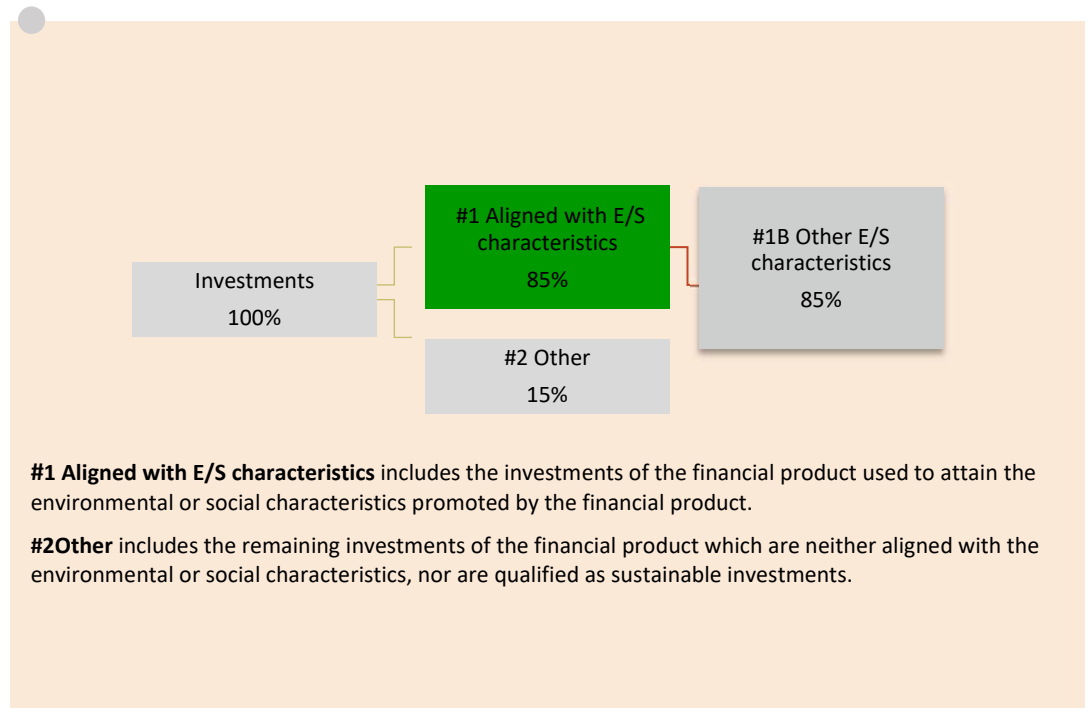 #1 Aligned with E/S
characteristics
85%
#1B Other E/S
characteristics
85%
Investments
100%
#2 Other
15%
#1 Aligned with E/S characteristics includes the investments of the financial product used to attain the
environmental or social characteristics promoted by the financial product.
#2Other includes the remaining investments of the financial product which are neither aligned with the
environmental or social characteristics, nor are qualified as sustainable investments.